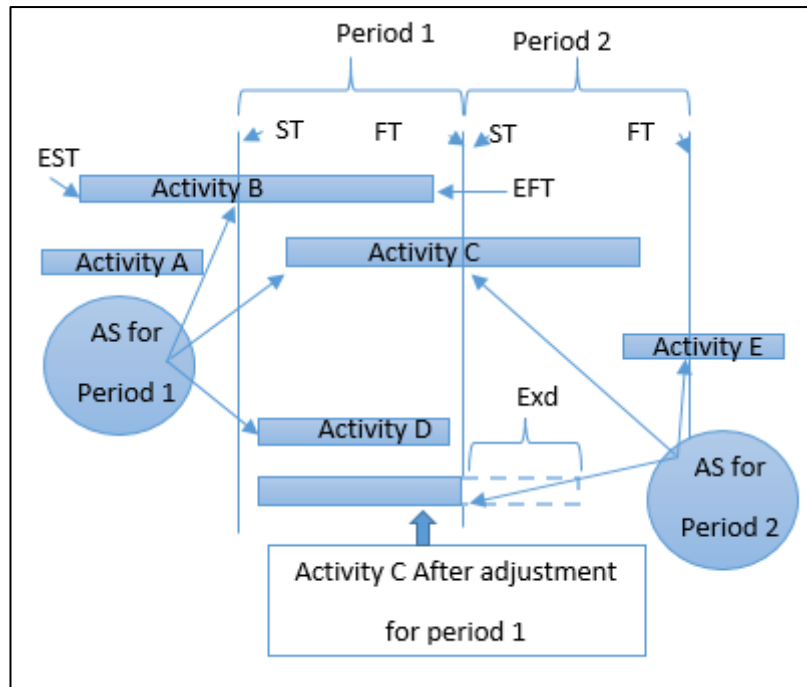 Period 1
Period 2
ST
FT
ST
FT
EST
Activity B
EFT
Activity A
Activity C
AS for
Period 1
Activity E
Exd
Activity D
AS for
Period 2
Activity C After adjustment
for period 1